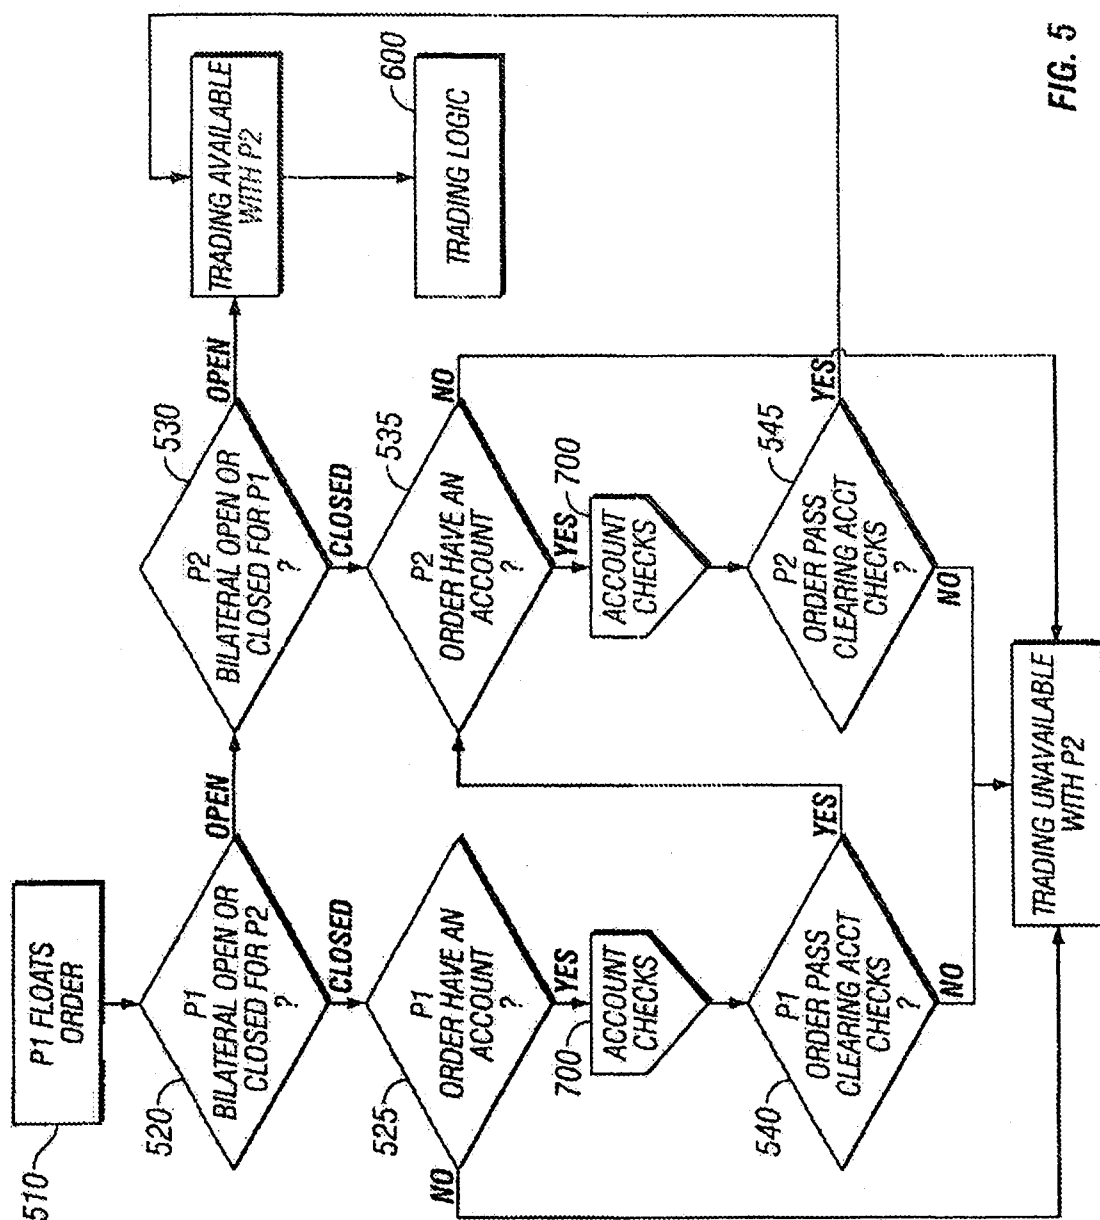 510
P1 FLOATS
ORDER
520
P1
BILATERAL OPEN OR
CLOSED FOR P2
?
OPEN
CLOSED
530
P2
BILATERAL OPEN OR
CLOSED FOR P1
?
OPEN
CLOSED
TRADING AVAILABLE
WITH P2
600
TRADING LOGIC
525
P1
ORDER HAVE AN
ACCOUNT
?
NO
YES
535
P2
ORDER HAVE AN
ACCOUNT
?
NO
YES
700
ACCOUNT
CHECKS
700
ACCOUNT
CHECKS
540
P1
ORDER PASS
CLEARING ACCT
CHECKS
?
YES
NO
545
P2
ORDER PASS
CLEARING ACCT
CHECKS
?
YES
NO
TRADING UNAVAILABLE
WITH P2
FIG. 5